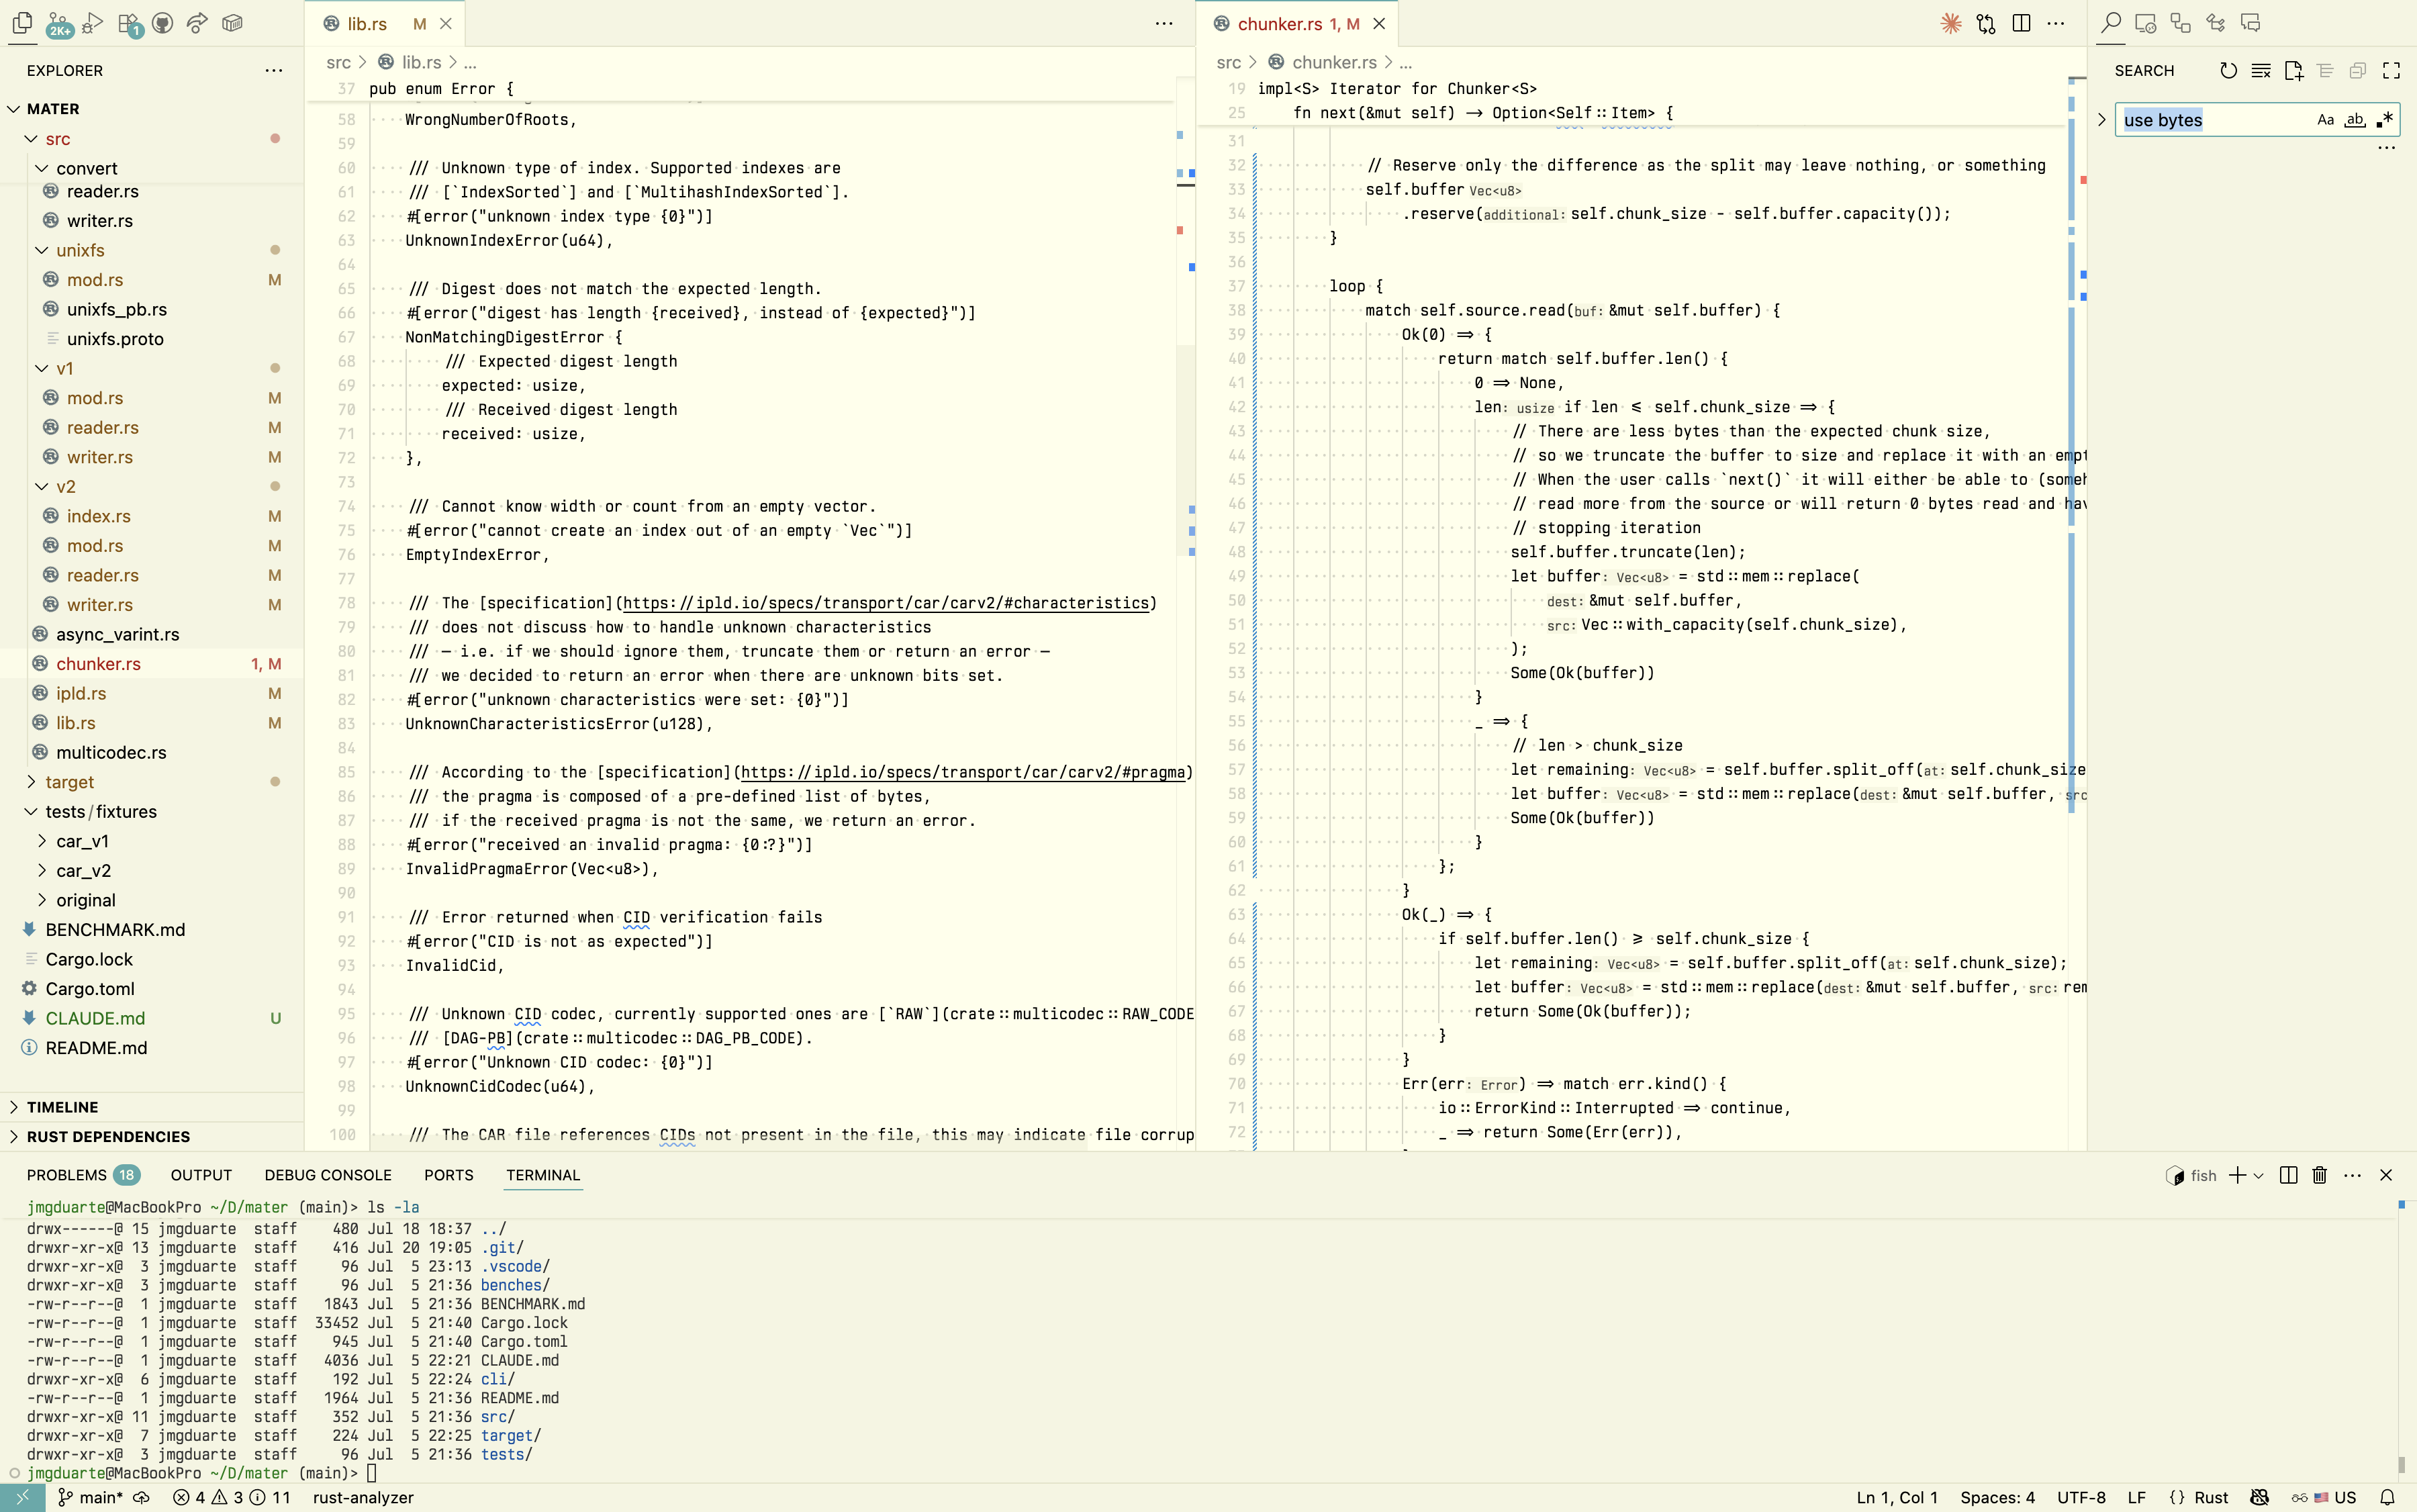 2K+
1
EXPLORER
MATER
src
convert
reader.rs
writer.rs
unixfs
mod.rs M
unixfs_pb.rs
unixfs.proto
v1
mod.rs M
reader.rs M
writer.rs M
v2
index.rs M
mod.rs M
reader.rs M
writer.rs M
async_varint.rs
chunker.rs 1, M
ipld.rs M
lib.rs M
multicodec.rs
target
tests/fixtures
car_v1
car_v2
original
BENCHMARK.md
Cargo.lock
Cargo.toml
CLAUDE.md U
README.md
TIMELINE
RUST DEPENDENCIES
lib.rs M
src > lib.rs > ...
37 pub enum Error {
58 WrongNumberOfRoots,
59
60 /// Unknown type of index. Supported indexes are
61 /// [`IndexSorted`] and [`MultihashIndexSorted`].
62 #[error("unknown index type {0}")]
63 UnknownIndexError(u64),
64
65 /// Digest does not match the expected length.
66 #[error("digest has length {received}, instead of {expected}")]
67 NonMatchingDigestError {
68 /// Expected digest length
69 expected: usize,
70 /// Received digest length
71 received: usize,
72 },
73
74 /// Cannot know width or count from an empty vector.
75 #[error("cannot create an index out of an empty `Vec`")]
76 EmptyIndexError,
77
78 /// The [specification](https://ipld.io/specs/transport/car/carv2/#characteristics)
79 /// does not discuss how to handle unknown characteristics
80 /// — i.e. if we should ignore them, truncate them or return an error —
81 /// we decided to return an error when there are unknown bits set.
82 #[error("unknown characteristics were set: {0}")]
83 UnknownCharacteristicsError(u128),
84
85 /// According to the [specification](https://ipld.io/specs/transport/car/carv2/#pragma)
86 /// the pragma is composed of a pre-defined list of bytes,
87 /// if the received pragma is not the same, we return an error.
88 #[error("received an invalid pragma: {0:?}")]
89 InvalidPragmaError(Vec<u8>),
90
91 /// Error returned when CID verification fails
92 #[error("CID is not as expected")]
93 InvalidCid,
94
95 /// Unknown CID codec, currently supported ones are [`RAW`](crate::multicodec::RAW_CODE
96 /// [DAG-PB](crate::multicodec::DAG_PB_CODE).
97 #[error("Unknown CID codec: {0}")]
98 UnknownCidCodec(u64),
99
100 /// The CAR file references CIDs not present in the file, this may indicate file corrup
chunker.rs 1, M
src > chunker.rs > ...
19 impl<S> Iterator for Chunker<S>
25 fn next(&mut self) -> Option<Self::Item> {
31
32 // Reserve only the difference as the split may leave nothing, or something
33 self.buffer Vec<u8>
34 .reserve(additional: self.chunk_size - self.buffer.capacity());
35 }
36
37 loop {
38 match self.source.read(buf: &mut self.buffer) {
39 Ok(0) => {
40 return match self.buffer.len() {
41 0 => None,
42 len: usize if len <= self.chunk_size => {
43 // There are less bytes than the expected chunk size,
44 // so we truncate the buffer to size and replace it with an empt
45 // When the user calls `next()` it will either be able to (someh
46 // read more from the source or will return 0 bytes read and hav
47 // stopping iteration
48 self.buffer.truncate(len);
49 let buffer: Vec<u8> = std::mem::replace(
50 dest: &mut self.buffer,
51 src: Vec::with_capacity(self.chunk_size),
52 );
53 Some(Ok(buffer))
54 }
55 _ => {
56 // len > chunk_size
57 let remaining: Vec<u8> = self.buffer.split_off(at: self.chunk_size
58 let buffer: Vec<u8> = std::mem::replace(dest: &mut self.buffer, src
59 Some(Ok(buffer))
60 }
61 };
62 }
63 Ok(_) => {
64 if self.buffer.len() >= self.chunk_size {
65 let remaining: Vec<u8> = self.buffer.split_off(at: self.chunk_size);
66 let buffer: Vec<u8> = std::mem::replace(dest: &mut self.buffer, src: rem
67 return Some(Ok(buffer));
68 }
69 }
70 Err(err: Error) => match err.kind() {
71 io::ErrorKind::Interrupted => continue,
72 _ => return Some(Err(err)),
SEARCH
use bytes
Aa ab .*
PROBLEMS 18 OUTPUT DEBUG CONSOLE PORTS TERMINAL
fish
jmgduarte@MacBookPro ~/D/mater (main)> ls -la
drwx------@ 15 jmgduarte staff 480 Jul 18 18:37 ../
drwxr-xr-x@ 13 jmgduarte staff 416 Jul 20 19:05 .git/
drwxr-xr-x@ 3 jmgduarte staff 96 Jul 5 23:13 .vscode/
drwxr-xr-x@ 3 jmgduarte staff 96 Jul 5 21:36 benches/
-rw-r--r--@ 1 jmgduarte staff 1843 Jul 5 21:36 BENCHMARK.md
-rw-r--r--@ 1 jmgduarte staff 33452 Jul 5 21:40 Cargo.lock
-rw-r--r--@ 1 jmgduarte staff 945 Jul 5 21:40 Cargo.toml
-rw-r--r--@ 1 jmgduarte staff 4036 Jul 5 22:21 CLAUDE.md
drwxr-xr-x@ 6 jmgduarte staff 192 Jul 5 22:24 cli/
-rw-r--r--@ 1 jmgduarte staff 1964 Jul 5 21:36 README.md
drwxr-xr-x@ 11 jmgduarte staff 352 Jul 5 21:36 src/
drwxr-xr-x@ 7 jmgduarte staff 224 Jul 5 22:25 target/
drwxr-xr-x@ 3 jmgduarte staff 96 Jul 5 21:36 tests/
jmgduarte@MacBookPro ~/D/mater (main)>
main* 4 3 11 rust-analyzer
Ln 1, Col 1 Spaces: 4 UTF-8 LF {} Rust US